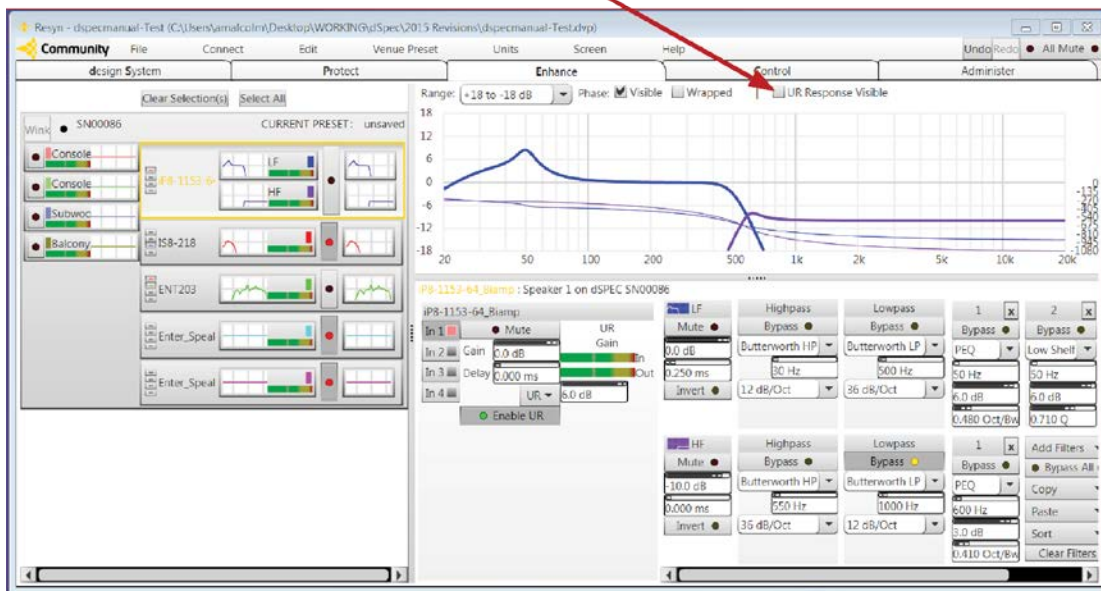 Resyn - dspecmanual-Test (C:\Users\amalcolm\Desktop\WORKING\dSpec\2015 Revisions\dspecmanual-Test.dvp)
Community File Connect Edit Venue Preset Units Screen Help Undo Redo All Mute
design System Protect Enhance Control Administer
Clear Selection(s) Select All
Range: +18 to -18 dB Phase: Visible Wrapped UR Response Visible
Wink SN00086 CURRENT PRESET: unsaved
Console
Console
Subwoo
Balcony
iP8-1153-6
LF
HF
IS8-218
ENT203
Enter_Speal
Enter_Speal
18
12
6
0
-6
-12
-18
20 50 100 200 500 1k 2k 5k 10k 20k
0
-135
-270
-405
-540
-675
-810
-945
-1080
iP8-1153-64_Biamp : Speaker 1 on dSPEC SN00086
iP8-1153-64_Biamp
In 1 Mute UR
In 2 Gain 0.0 dB Gain
In 3 Delay 0.000 ms In Out
In 4 UR 6.0 dB
Enable UR
LF Highpass Lowpass 1 x 2 x
Mute Bypass Bypass Bypass Bypass
0.0 dB Butterworth HP Butterworth LP PEQ Low Shelf
0.250 ms 30 Hz 500 Hz 50 Hz 50 Hz
Invert 12 dB/Oct 36 dB/Oct 6.0 dB 6.0 dB
0.480 Oct/Bw 0.710 Q
HF Highpass Lowpass 1 x Add Filters
Mute Bypass Bypass Bypass Bypass All
-10.0 dB Butterworth HP Butterworth LP PEQ Copy
0.000 ms 550 Hz 1000 Hz 600 Hz Paste
Invert 36 dB/Oct 12 dB/Oct 3.0 dB Sort
0.410 Oct/Bw Clear Filters